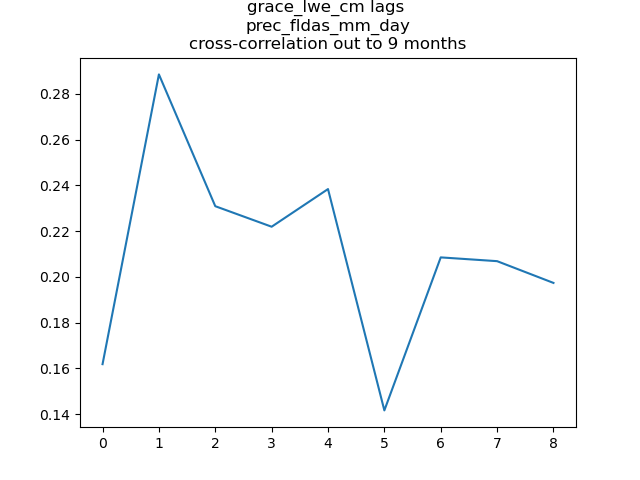 grace_lwe_cm lags
prec_fldas_mm_day
cross-correlation out to 9 months
0.28
0.26
0.24
0.22
0.20
0.18
0.16
0.14
0 1 2 3 4 5 6 7 8